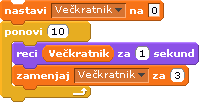 nastavi Večkratnik na 0
ponovi 10
reci Večkratnik za 1 sekund
zamenjaj Večkratnik za 3